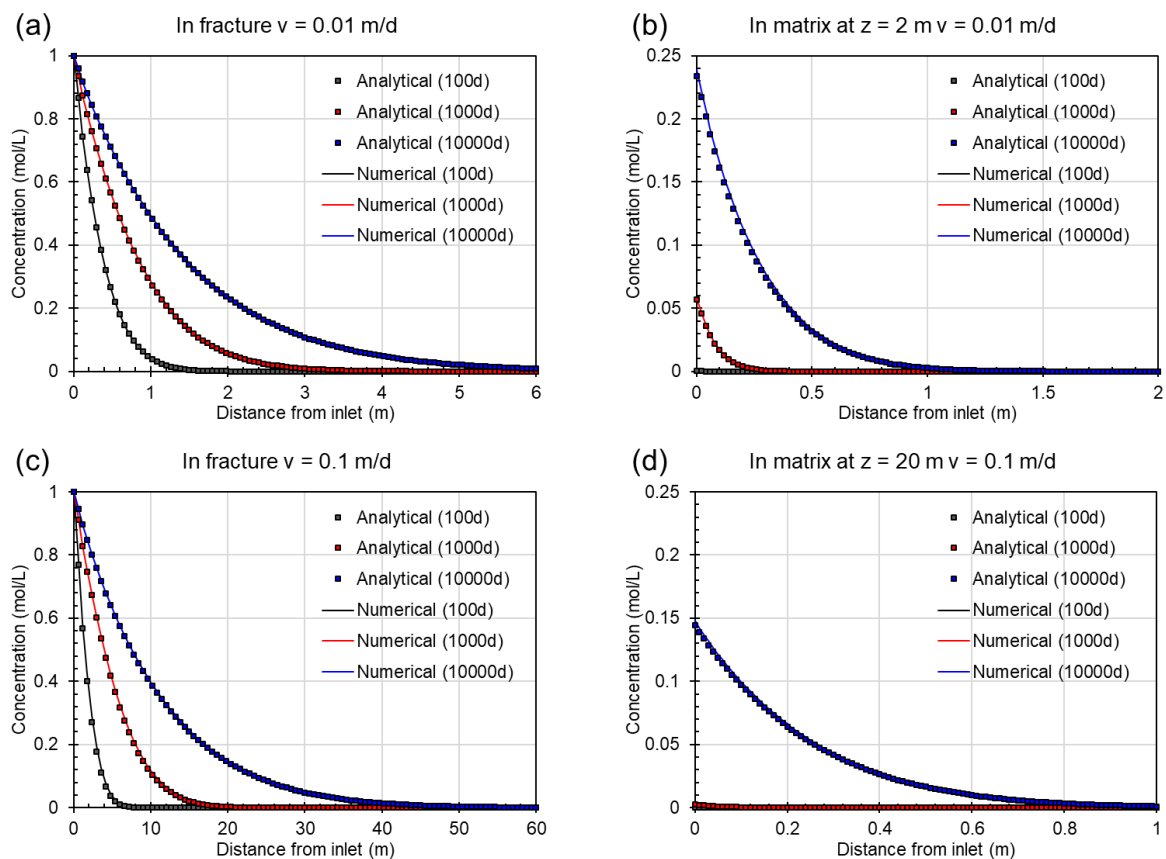 (a)
In fracture v = 0.01 m/d
Concentration (mol/L)
1
0.8
0.6
0.4
0.2
0
Analytical (100d)
Analytical (1000d)
Analytical (10000d)
Numerical (100d)
Numerical (1000d)
Numerical (10000d)
0 1 2 3 4 5 6
Distance from inlet (m)
(b)
In matrix at z = 2 m v = 0.01 m/d
Concentration (mol/L)
0.25
0.2
0.15
0.1
0.05
0
Analytical (100d)
Analytical (1000d)
Analytical (10000d)
Numerical (100d)
Numerical (1000d)
Numerical (10000d)
0 0.5 1 1.5 2
Distance from inlet (m)
(c)
In fracture v = 0.1 m/d
Concentration (mol/L)
1
0.8
0.6
0.4
0.2
0
Analytical (100d)
Analytical (1000d)
Analytical (10000d)
Numerical (100d)
Numerical (1000d)
Numerical (10000d)
0 10 20 30 40 50 60
Distance from inlet (m)
(d)
In matrix at z = 20 m v = 0.1 m/d
Concentration (mol/L)
0.25
0.2
0.15
0.1
0.05
0
Analytical (100d)
Analytical (1000d)
Analytical (10000d)
Numerical (100d)
Numerical (1000d)
Numerical (10000d)
0 0.2 0.4 0.6 0.8 1
Distance from inlet (m)